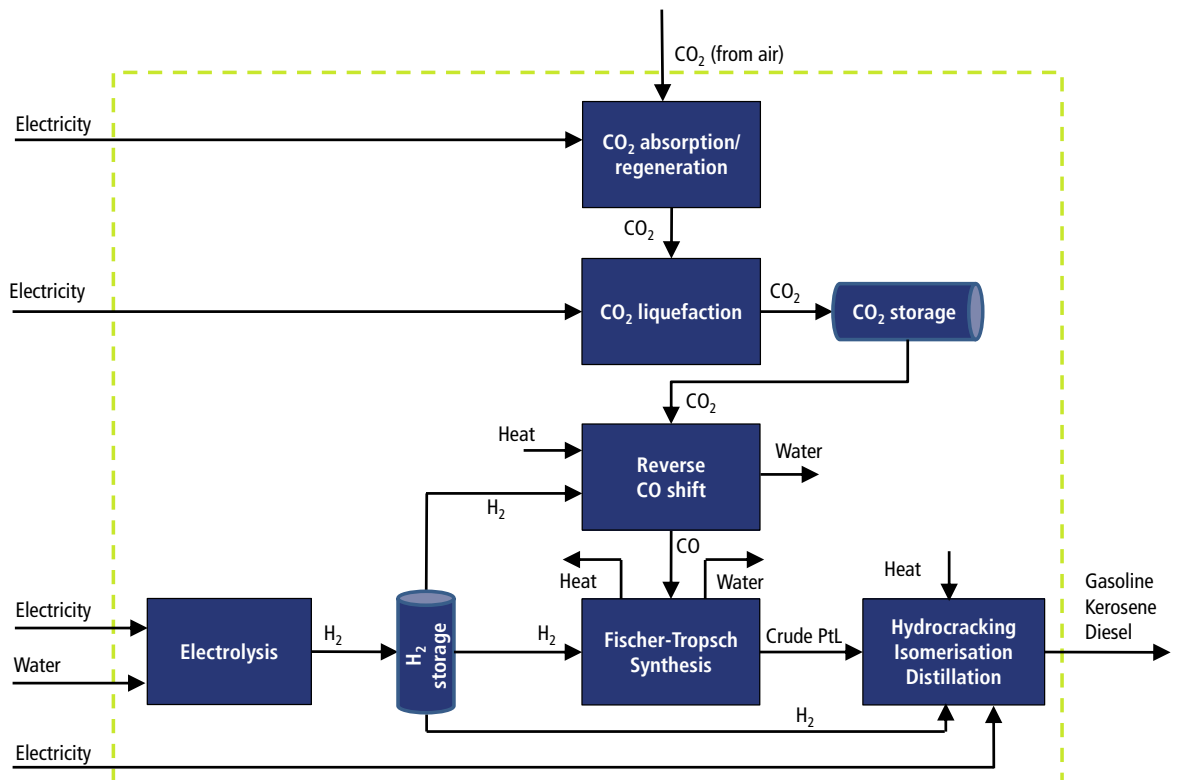 CO₂ (from air)
Electricity
CO₂ absorption/
regeneration
CO₂
Electricity
CO₂ liquefaction
CO₂
CO₂ storage
CO₂
Heat
Reverse
CO shift
Water
H₂
CO
Heat
Water
Heat
Gasoline
Kerosene
Diesel
Electricity
Water
Electrolysis
H₂
H₂
storage
H₂
Fischer-Tropsch
Synthesis
Crude PtL
Hydrocracking
Isomerisation
Distillation
H₂
Electricity